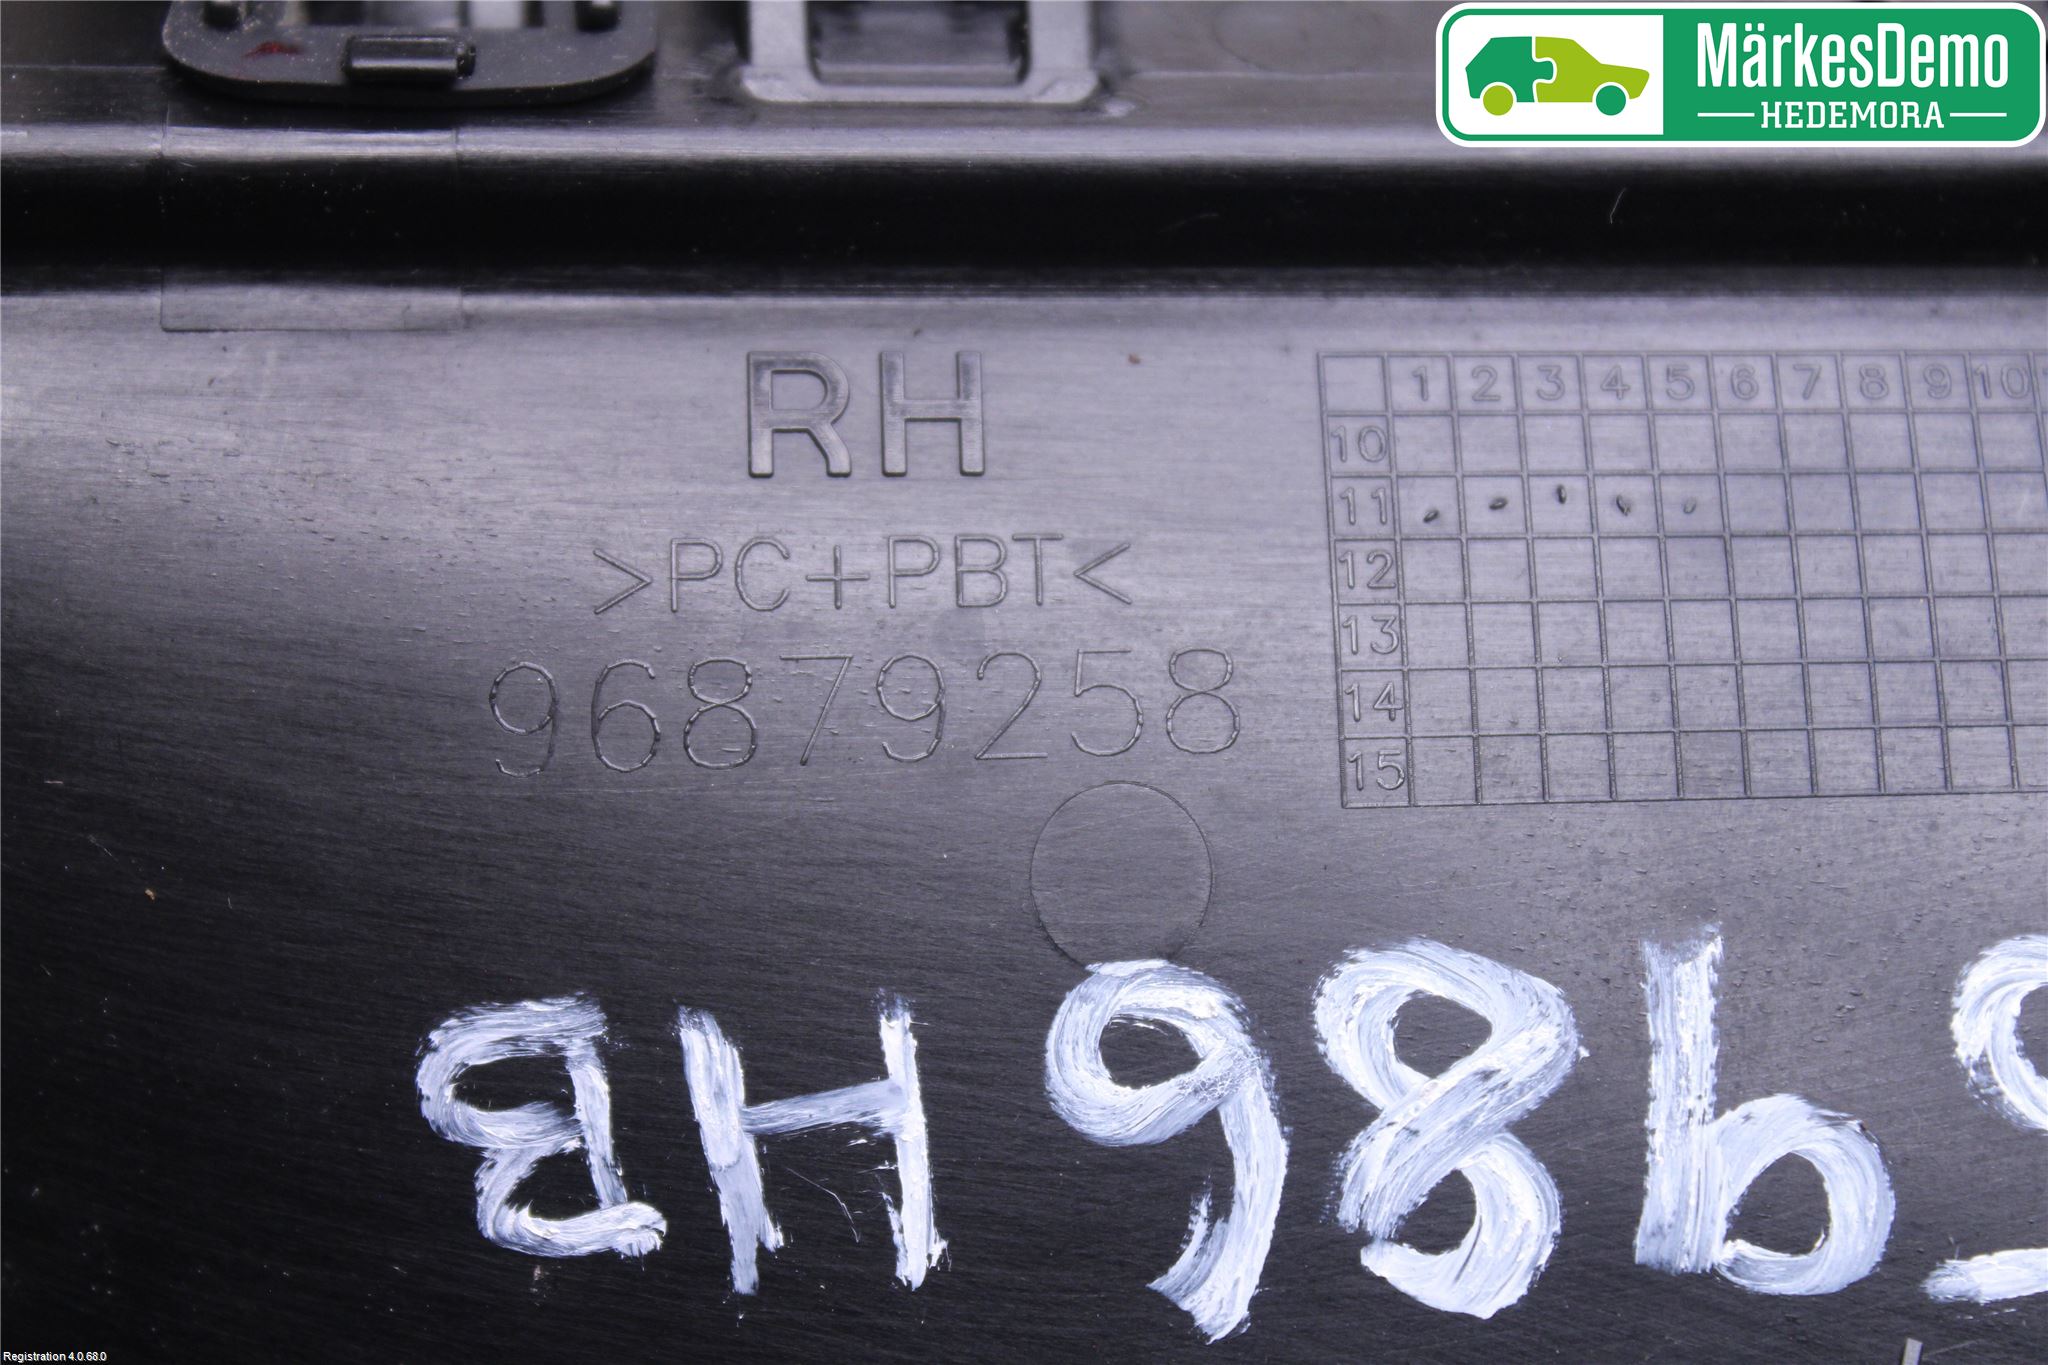 MärkesDemo
HEDEMORA
RH
>PC+PBT<
96879258
1 2 3 4 5 6 7 8 9 10
10
11
12
13
14
15
986HB
Registration 4.0.68.0